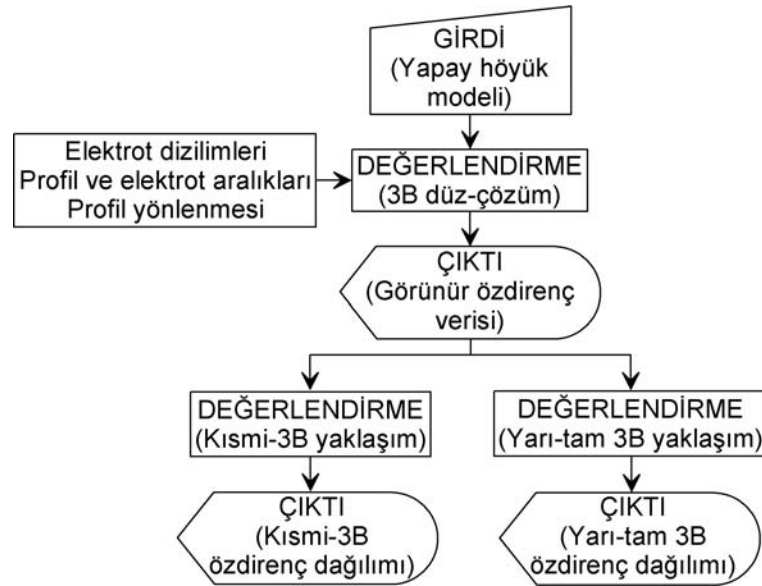 GİRDİ
(Yapay höyük
modeli)
Elektrot dizilimleri
Profil ve elektrot aralıkları
Profil yönlenmesi
DEĞERLENDİRME
(3B düz-çözüm)
ÇIKTI
(Görünür özdirenç
verisi)
DEĞERLENDİRME
(Kısmi-3B yaklaşım)
DEĞERLENDİRME
(Yarı-tam 3B yaklaşım)
ÇIKTI
(Kısmi-3B
özdirenç dağılımı)
ÇIKTI
(Yarı-tam 3B
özdirenç dağılımı)